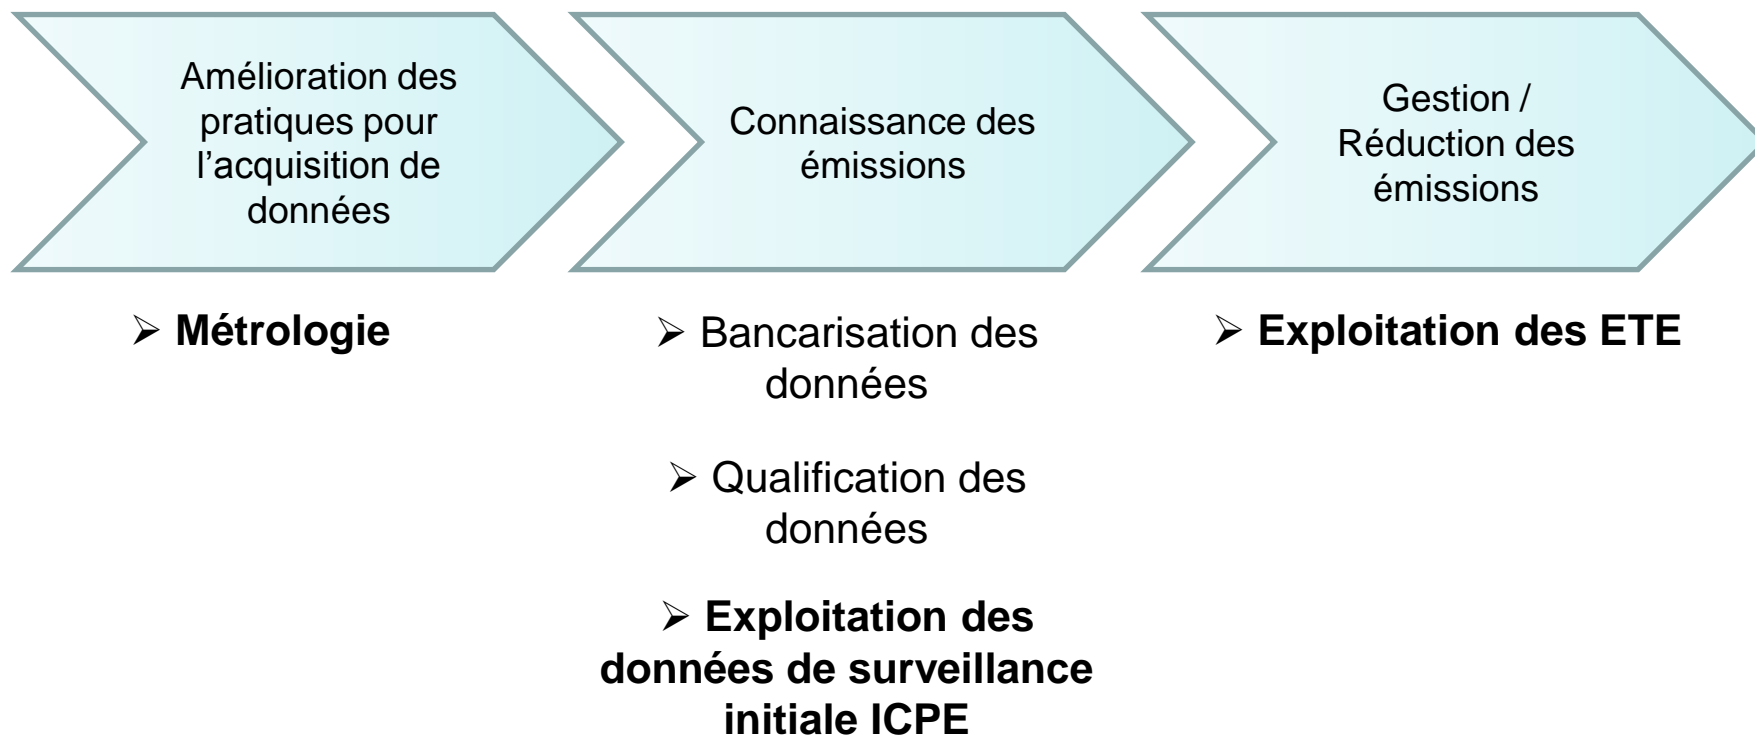 Amélioration des
pratiques pour
l’acquisition de
données
Connaissance des
émissions
Gestion /
Réduction des
émissions
➢ Métrologie
➢ Bancarisation des
données
➢ Qualification des
données
➢ Exploitation des
données de surveillance
initiale ICPE
➢ Exploitation des ETE